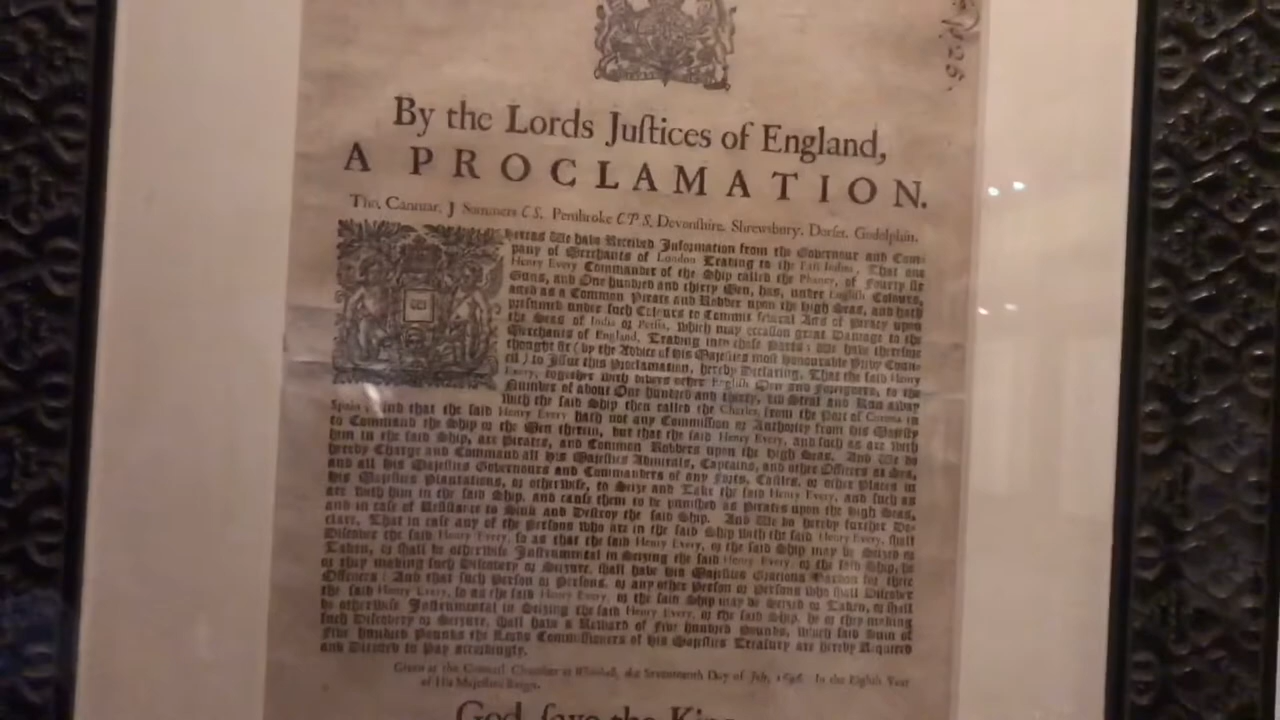 By the Lords Juſtices of England,
A PROCLAMATION.
Tho. Cantuar, J Sommers C.S. Pembroke C.P.S. Devonſhire, Shrewsbury, Dorſet, Godolphin.
Whereas We have Received Information from the Governour and Com-
pany of Merchants of London Trading to the Eaſt-Indies, That one
Henry Every Commander of the Ship called the Phancy, of Fourty ſix
Guns, and One hundred and thirty Men, has, under Engliſh Colours,
acted as a Common Pirate and Robber upon the High Seas, and hath
preſumed under ſuch Colours to Commit ſeveral Acts of Piracy upon
the Seas of India or Perſia, which may occaſion great Damage to the
Merchants of England, Trading into thoſe Parts: We have therefore
thought fit (by the Advice of His Majeſties moſt honourable Privy Coun-
cil) to Iſſue this Proclamation, hereby Declaring, That the ſaid Henry
Every, together with divers other Engliſh Men and Foreigners, to the
Number of about One hundred and thirty, did Steal and Run away
with the ſaid Ship then called the Charles, from the Port of Corona in
Spain; And that the ſaid Henry Every hath not any Commiſſion or Authority from His Majeſty
to Command the Ship or the Men therein, but that the ſaid Henry Every, and ſuch as are with
him in the ſaid Ship, are Pirates, and Common Robbers upon the High Seas. And We do
hereby Charge and Command all His Majeſties Admirals, Captains, and other Officers at Sea,
and all His Majeſties Governours and Commanders of any Forts, Caſtles, or other Places in
His Majeſties Plantations, or otherwiſe, to Seize and Take the ſaid Henry Every, and ſuch as
are with him in the ſaid Ship, and cauſe them to be puniſhed as Pirates upon the High Seas,
and in caſe of Reſiſtance to Sink and Deſtroy the ſaid Ship. And We do hereby further De-
clare, That in caſe any of the Perſons who are in the ſaid Ship with the ſaid Henry Every, ſhall
Diſcover the ſaid Henry Every, ſo as that the ſaid Henry Every, or the ſaid Ship may be Seized or
Taken, or ſhall be otherwiſe Inſtrumental in Seizing the ſaid Henry Every, or the ſaid Ship, he
or they making ſuch Diſcovery or Seizure, ſhall have His Majeſties Gracious Pardon for their
Offences: And that ſuch Perſon or Perſons, or any other Perſon or Perſons who ſhall Diſcover
the ſaid Henry Every, ſo as the ſaid Henry Every, or the ſaid Ship may be Seized or Taken, or ſhall
be otherwiſe Inſtrumental in Seizing the ſaid Henry Every, or the ſaid Ship, he or they making
ſuch Diſcovery or Seizure, ſhall have a Reward of Five hundred Pounds, which ſaid Sum of
Five hundred Pounds the Lords Commiſſioners of His Majeſties Treaſury are hereby Required
and Directed to Pay accordingly.
Given at the Council Chamber at Whitehall, the Seventeenth Day of July, 1696. In the Eighth Year
of His Majeſties Reign.
God ſave the King